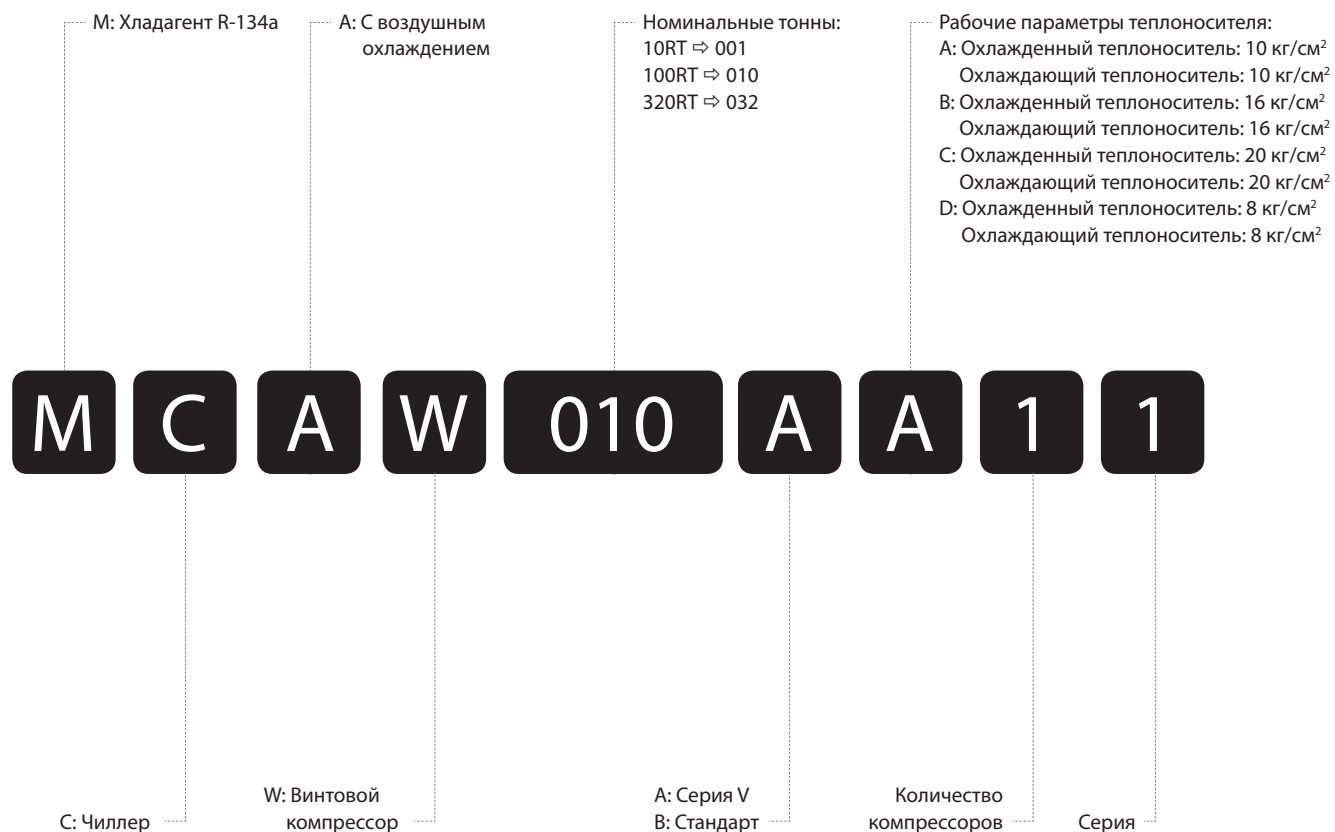 M: Хладагент R-134a
A: С воздушным
охлаждением
Номинальные тонны:
10RT ⇨ 001
100RT ⇨ 010
320RT ⇨ 032
Рабочие параметры теплоносителя:
A: Охлажденный теплоноситель: 10 кг/см²
Охлаждающий теплоноситель: 10 кг/см²
B: Охлажденный теплоноситель: 16 кг/см²
Охлаждающий теплоноситель: 16 кг/см²
C: Охлажденный теплоноситель: 20 кг/см²
Охлаждающий теплоноситель: 20 кг/см²
D: Охлажденный теплоноситель: 8 кг/см²
Охлаждающий теплоноситель: 8 кг/см²
M C A W 010 A A 1 1
C: Чиллер
W: Винтовой
компрессор
A: Серия V
B: Стандарт
Количество
компрессоров
Серия